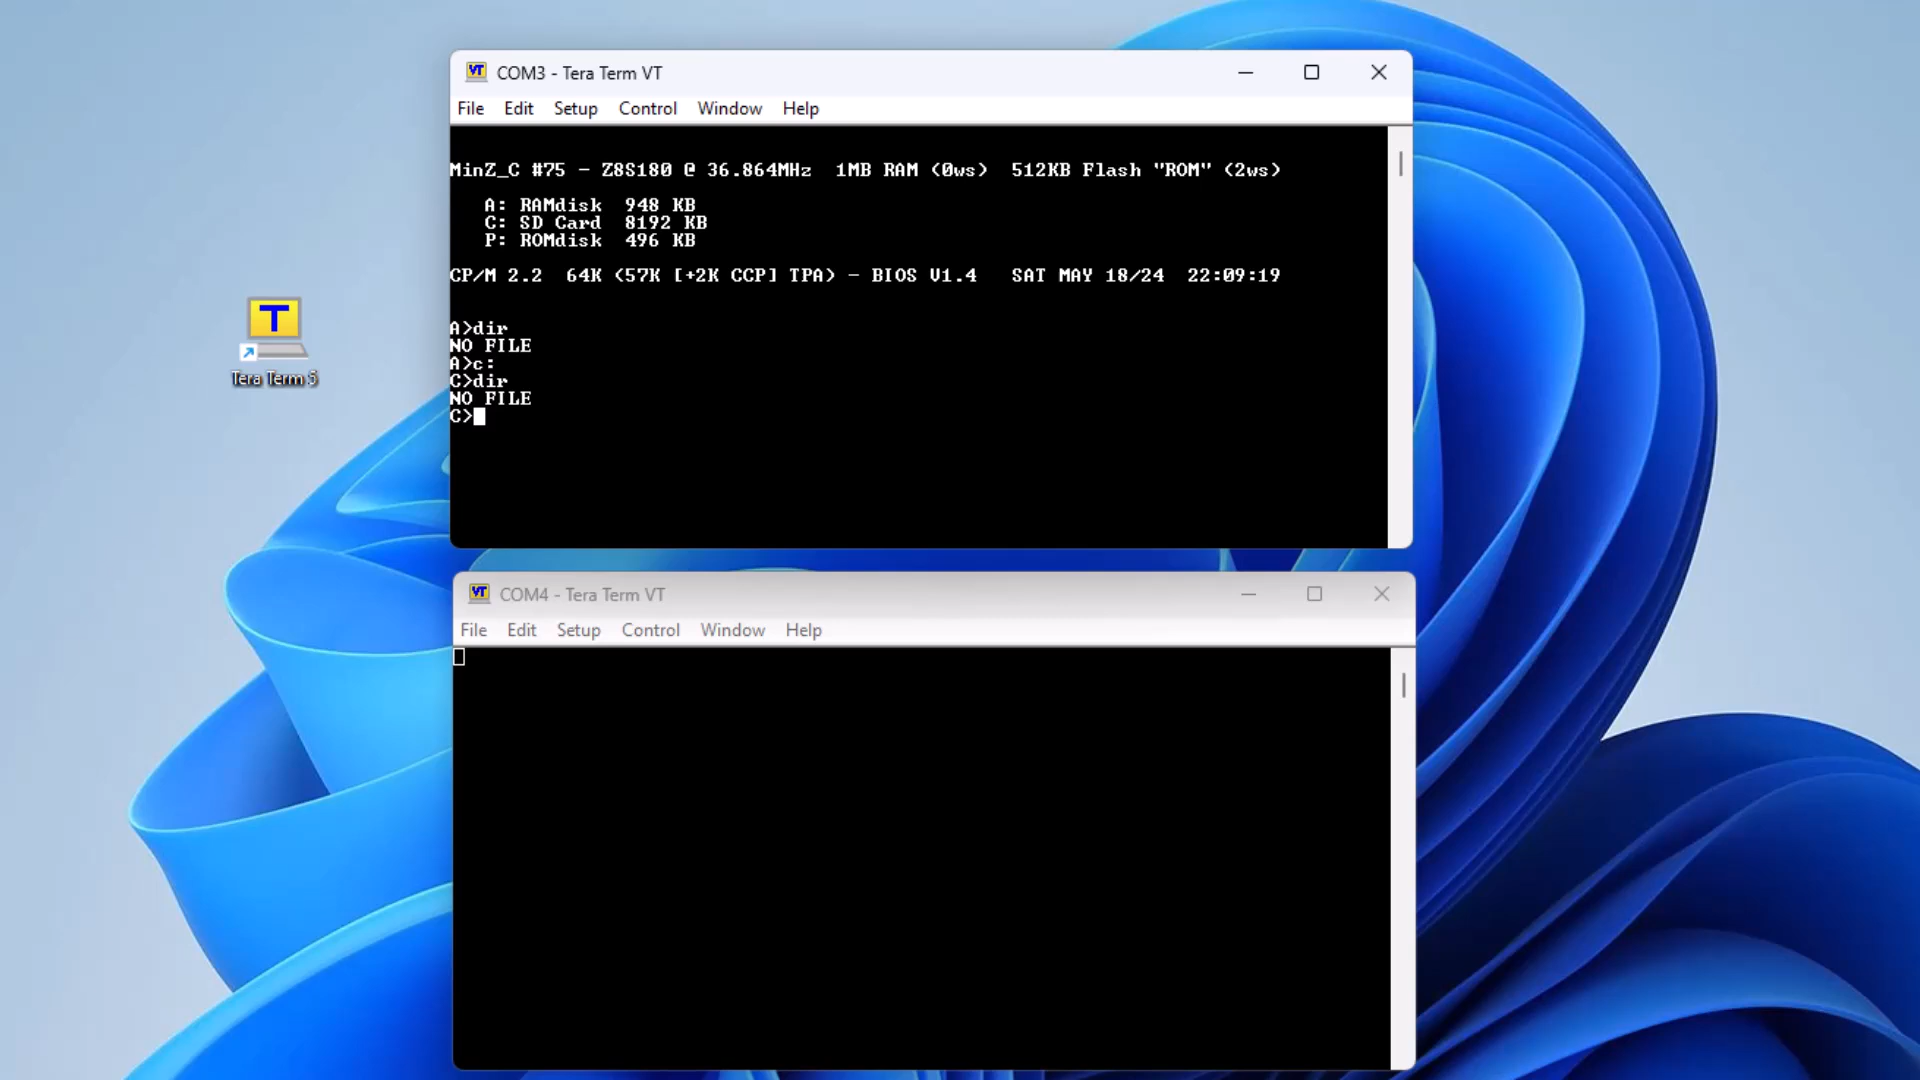 VT COM3 - Tera Term VT
File Edit Setup Control Window Help
MinZ_C #75 - Z8S180 @ 36.864MHz 1MB RAM (0ws) 512KB Flash "ROM" (2ws)
A: RAMdisk 948 KB
C: SD Card 8192 KB
P: ROMdisk 496 KB
CP/M 2.2 64K (57K [+2K CCP] TPA) - BIOS V1.4 SAT MAY 18/24 22:09:19
A>dir
NO FILE
A>c:
C>dir
NO FILE
C>
T
Tera Term 5
VT COM4 - Tera Term VT
File Edit Setup Control Window Help